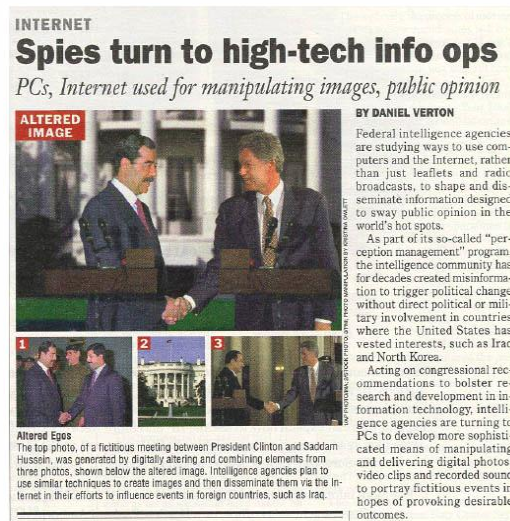 INTERNET
Spies turn to high-tech info ops
PCs, Internet used for manipulating images, public opinion
ALTERED
IMAGE
1
2
3
Altered Egos
The top photo, of a fictitious meeting between President Clinton and Saddam
Hussein, was generated by digitally altering and combining elements from
three photos, shown below the altered image. Intelligence agencies plan to
use similar techniques to create images and then disseminate them via the In-
ternet in their efforts to influence events in foreign countries, such as Iraq.
BY DANIEL VERTON
Federal intelligence agencies
are studying ways to use com-
puters and the Internet, rather
than just leaflets and radio
broadcasts, to shape and dis-
seminate information designed
to sway public opinion in the
world's hot spots.
As part of its so-called "per-
ception management" program
the intelligence community has
for decades created misinforma-
tion to trigger political change
without direct political or mili-
tary involvement in countries
where the United States has
vested interests, such as Iraq
and North Korea.
Acting on congressional rec-
ommendations to bolster re-
search and development in in-
formation technology, intelli-
gence agencies are turning to
PCs to develop more sophisti-
cated means of manipulating
and delivering digital photos
video clips and recorded sound
to portray fictitious events in
hopes of provoking desirable
outcomes.